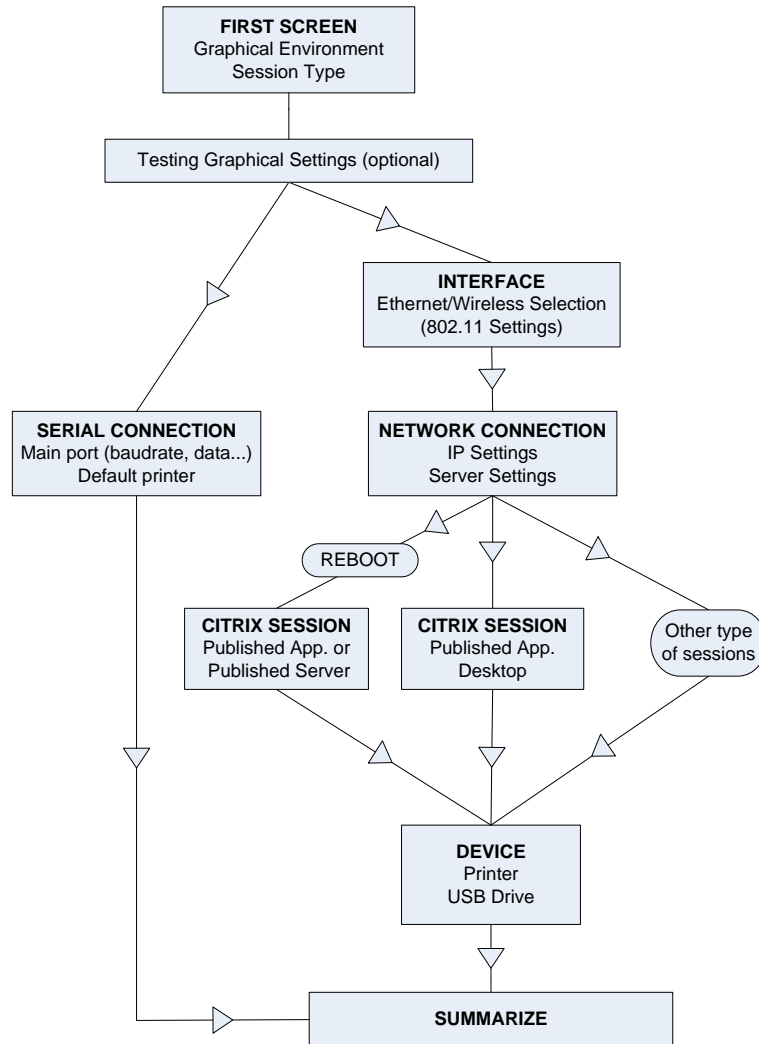 FIRST SCREEN
Graphical Environment
Session Type
Testing Graphical Settings (optional)
INTERFACE
Ethernet/Wireless Selection
(802.11 Settings)
SERIAL CONNECTION
Main port (baudrate, data...)
Default printer
NETWORK CONNECTION
IP Settings
Server Settings
REBOOT
CITRIX SESSION
Published App. or
Published Server
CITRIX SESSION
Published App.
Desktop
Other type
of sessions
DEVICE
Printer
USB Drive
SUMMARIZE